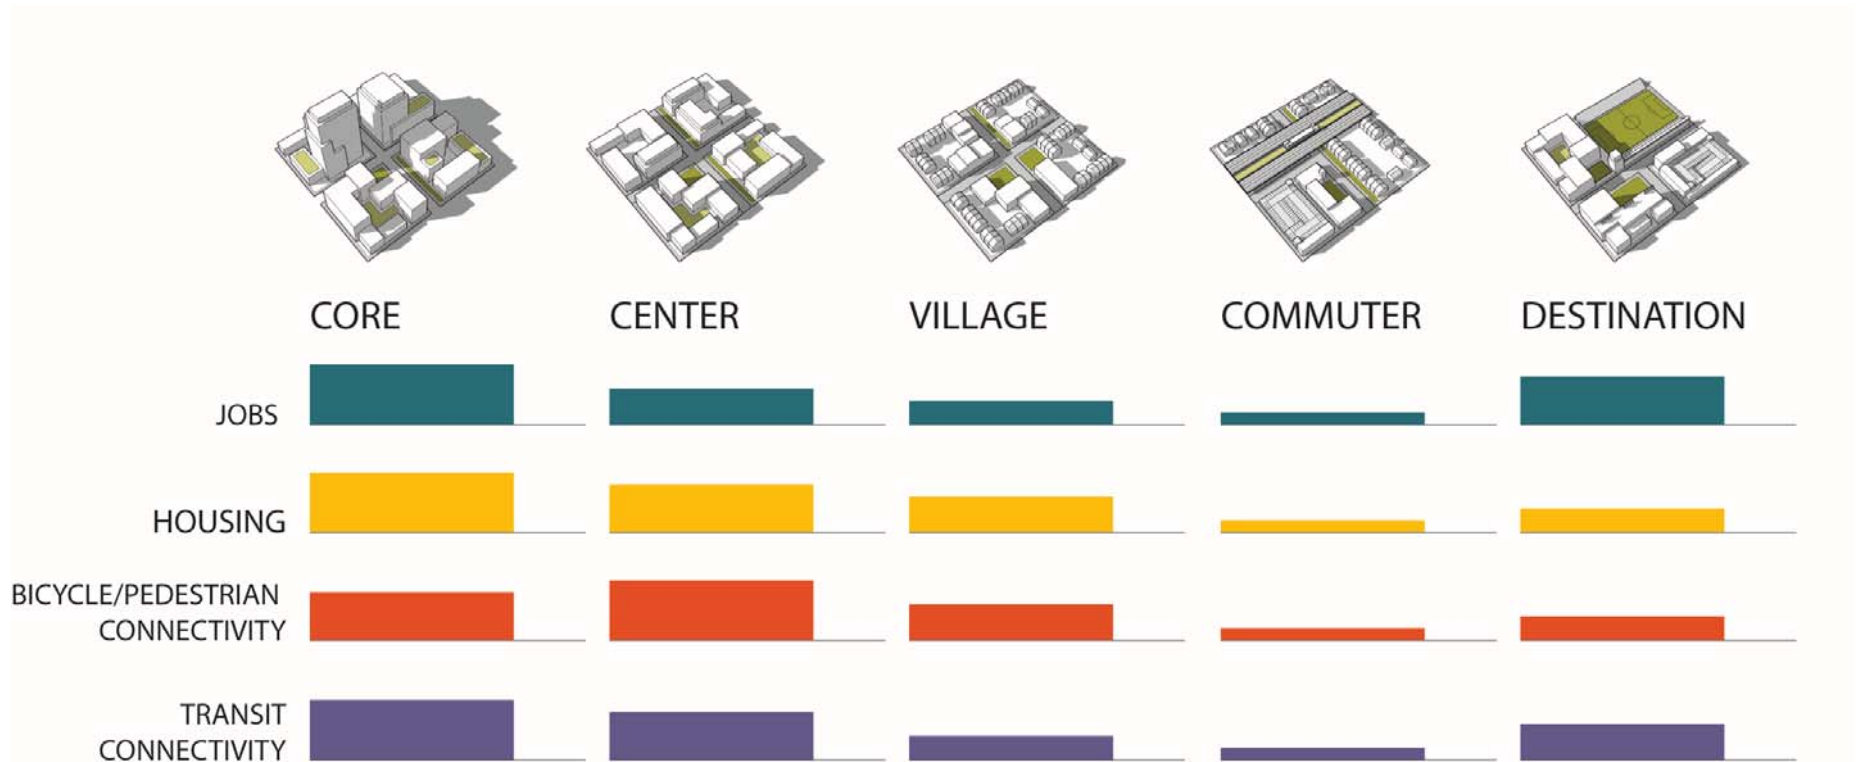 CORE
CENTER
VILLAGE
COMMUTER
DESTINATION
JOBS
HOUSING
BICYCLE/PEDESTRIAN
CONNECTIVITY
TRANSIT
CONNECTIVITY